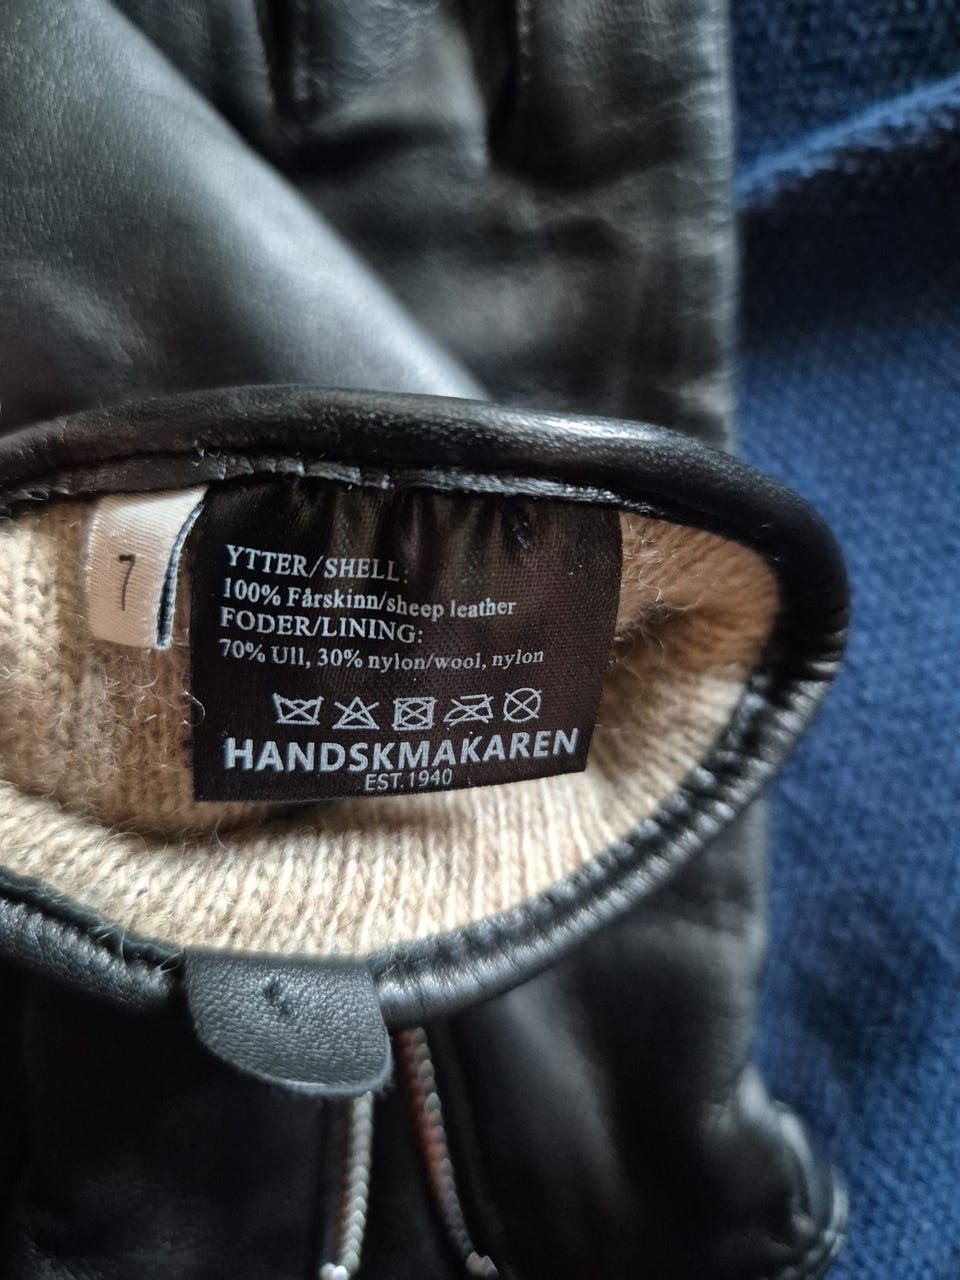 7
YTTER/SHELL:
100% Fårskinn/sheep leather
FODER/LINING:
70% Ull, 30% nylon/wool, nylon
HANDSKMAKAREN
EST.1940